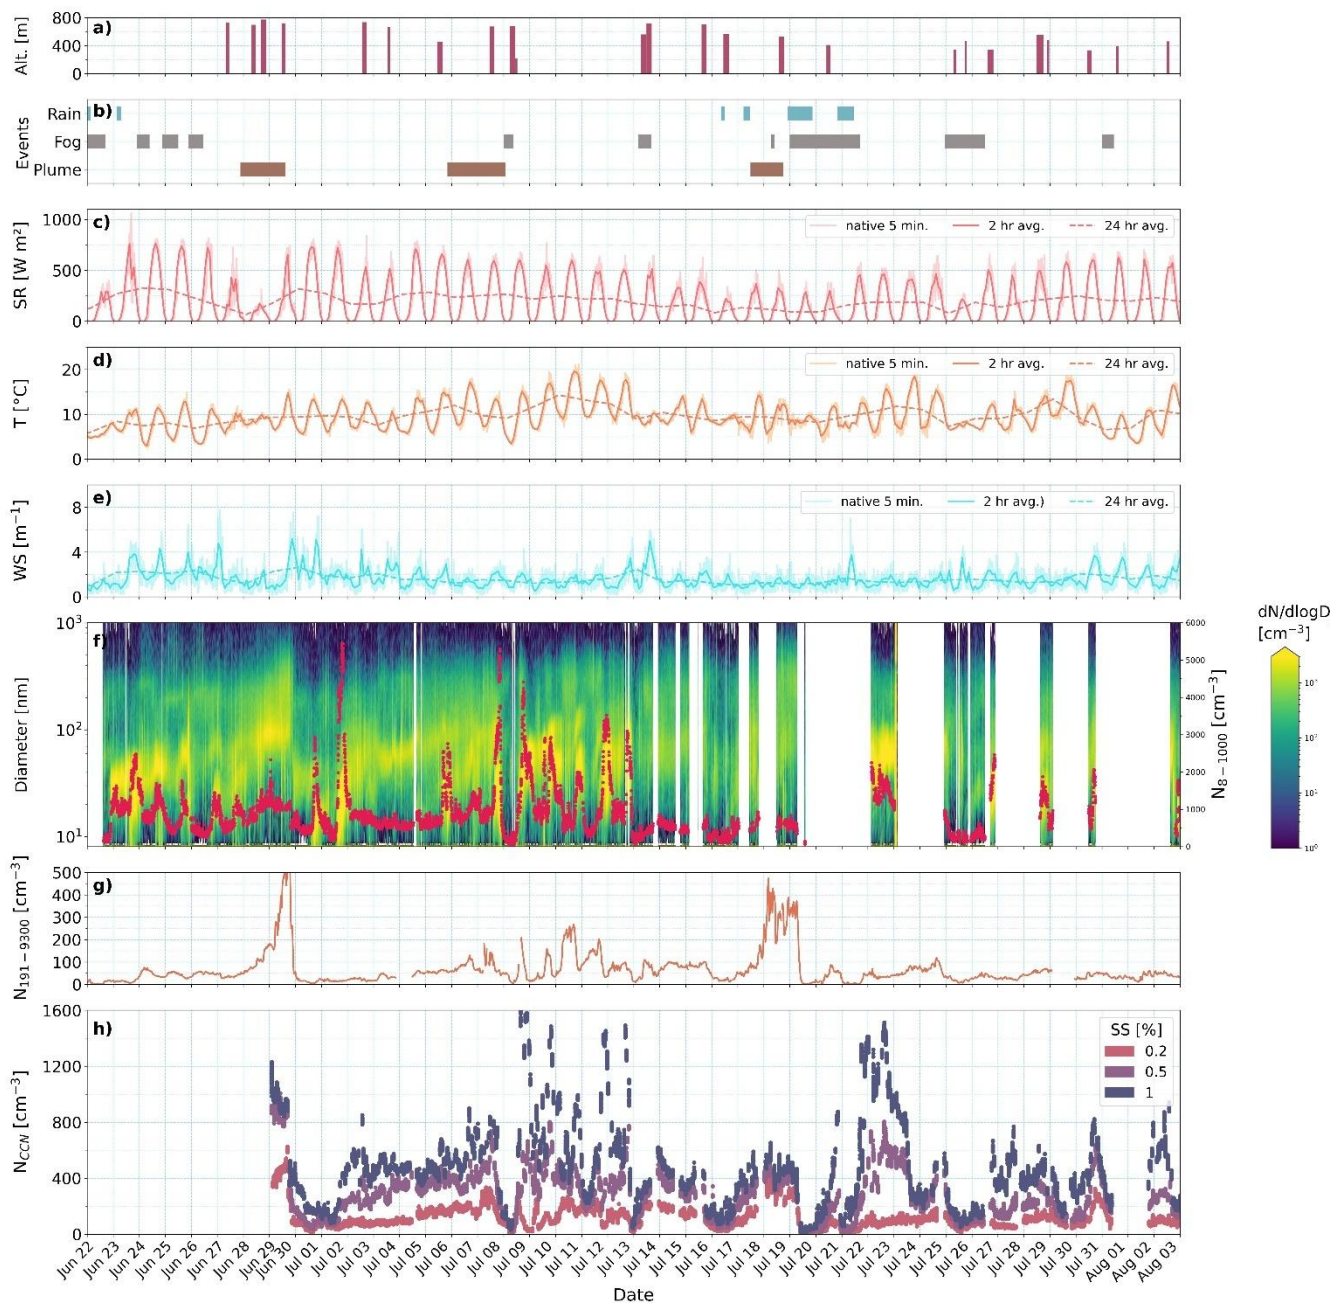 a)
Alt. [m]
800
400
0
b)
Events
Rain
Fog
Plume
c)
SR [W m²]
1000
500
0
native 5 min.
2 hr avg.
24 hr avg.
d)
T [°C]
20
10
0
native 5 min.
2 hr avg.
24 hr avg.
e)
WS [m⁻¹]
8
4
0
native 5 min.
2 hr avg.)
24 hr avg.
f)
Diameter [nm]
10³
10²
10¹
6000
5000
4000
3000
2000
1000
0
N₈₋₁₀₀₀ [cm⁻³]
dN/dlogD
[cm⁻³]
10³
10²
10¹
10⁰
g)
N₁₉₁₋₉₃₀₀ [cm⁻³]
500
400
300
200
100
0
h)
N_CCN [cm⁻³]
1600
1200
800
400
0
SS [%]
0.2
0.5
1
Jun 22
Jun 23
Jun 24
Jun 25
Jun 26
Jun 27
Jun 28
Jun 29
Jun 30
Jul 01
Jul 02
Jul 03
Jul 04
Jul 05
Jul 06
Jul 07
Jul 08
Jul 09
Jul 10
Jul 11
Jul 12
Jul 13
Jul 14
Jul 15
Jul 16
Jul 17
Jul 18
Jul 19
Jul 20
Jul 21
Jul 22
Jul 23
Jul 24
Jul 25
Jul 26
Jul 27
Jul 28
Jul 29
Jul 30
Jul 31
Aug 01
Aug 02
Aug 03
Date